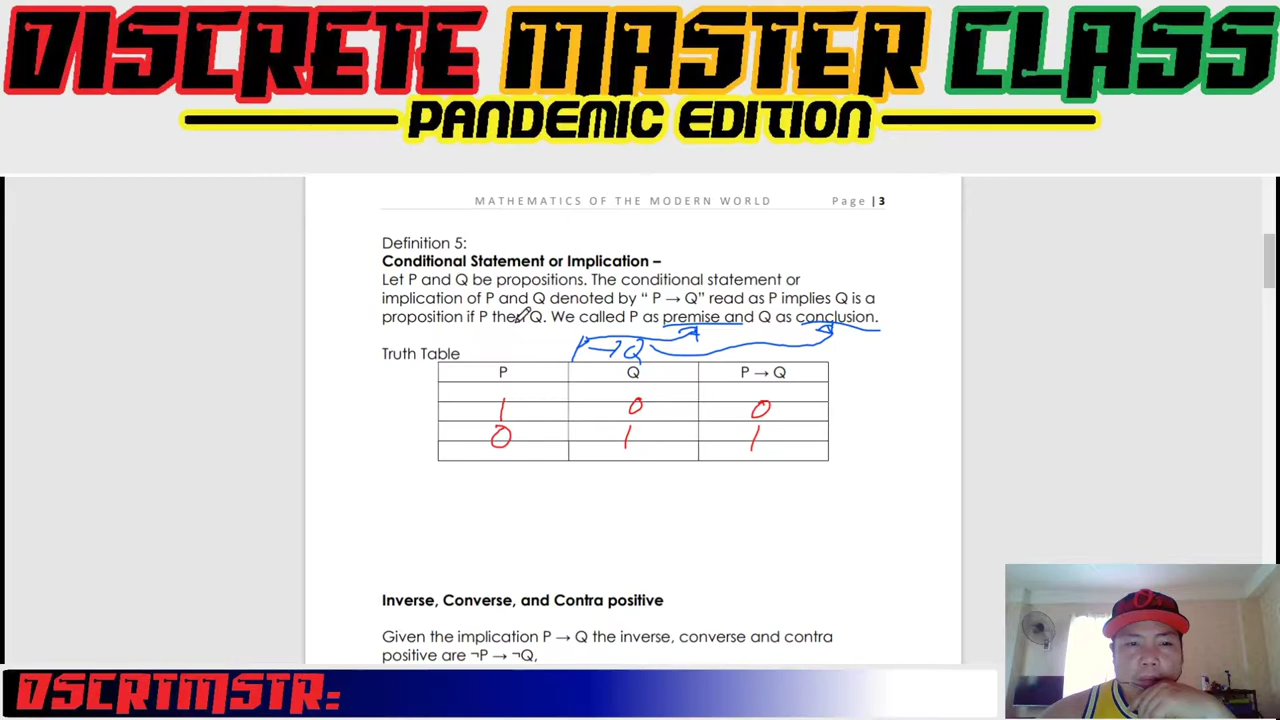 DISCRETE MASTER CLASS
PANDEMIC EDITION
MATHEMATICS OF THE MODERN WORLD Page | 3
Definition 5:
Conditional Statement or Implication –
Let P and Q be propositions. The conditional statement or
implication of P and Q denoted by “ P → Q” read as P implies Q is a
proposition if P then Q. We called P as premise and Q as conclusion.
P → Q
Truth Table
P Q P → Q
1 0 0
0 1 1
Inverse, Converse, and Contra positive
Given the implication P → Q the inverse, converse and contra
positive are ¬P → ¬Q,
DSCRTMSTR: